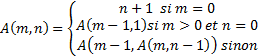 A(m,n) = {
n + 1 si m = 0
A(m − 1,1)si m > 0 et n = 0
A(m − 1, A(m, n − 1)) sinon